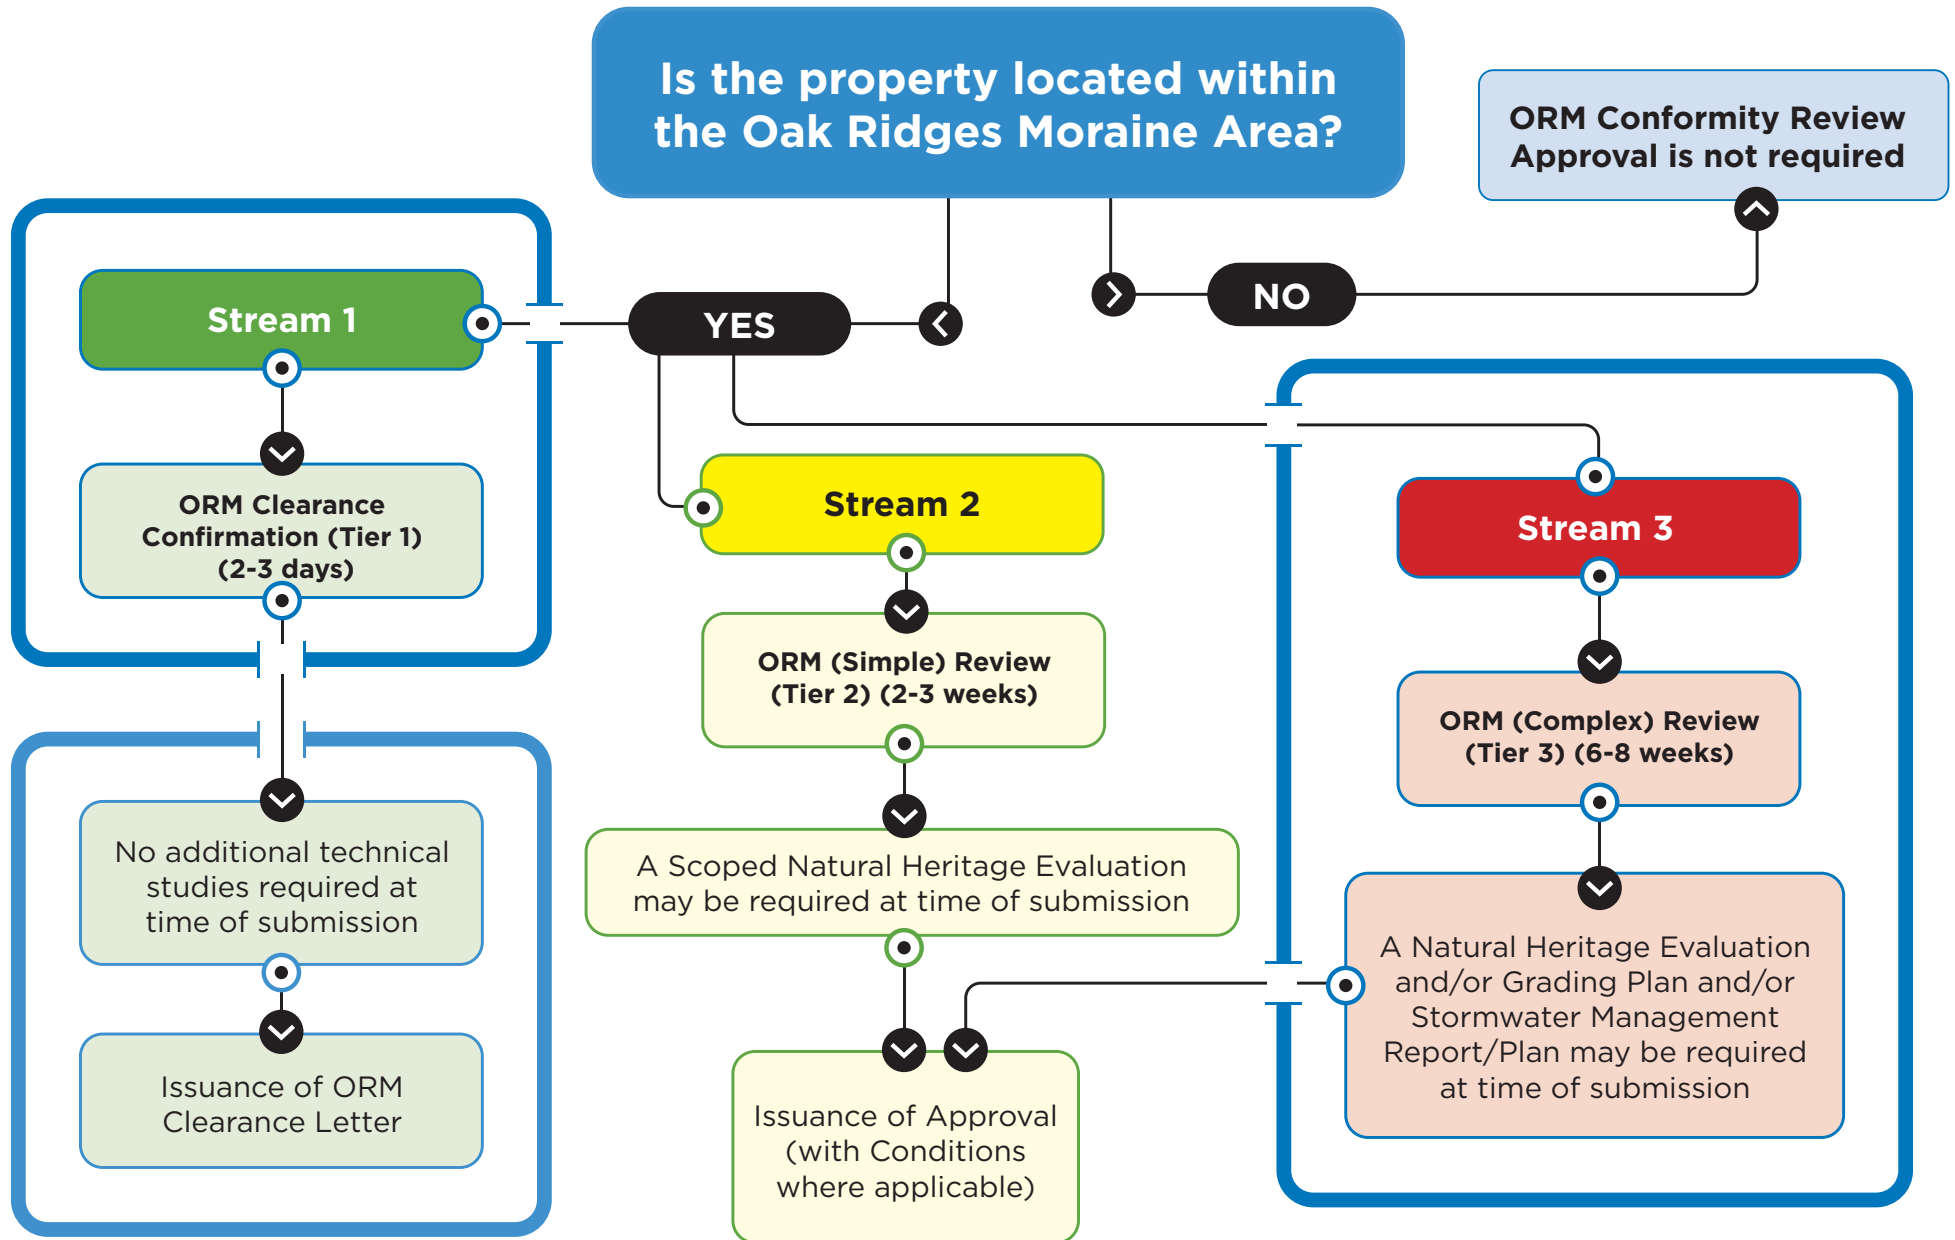 Is the property located within
the Oak Ridges Moraine Area?
ORM Conformity Review
Approval is not required
NO
YES
Stream 1
ORM Clearance
Confirmation (Tier 1)
(2-3 days)
No additional technical
studies required at
time of submission
Issuance of ORM
Clearance Letter
Stream 2
ORM (Simple) Review
(Tier 2) (2-3 weeks)
A Scoped Natural Heritage Evaluation
may be required at time of submission
Issuance of Approval
(with Conditions
where applicable)
Stream 3
ORM (Complex) Review
(Tier 3) (6-8 weeks)
A Natural Heritage Evaluation
and/or Grading Plan and/or
Stormwater Management
Report/Plan may be required
at time of submission